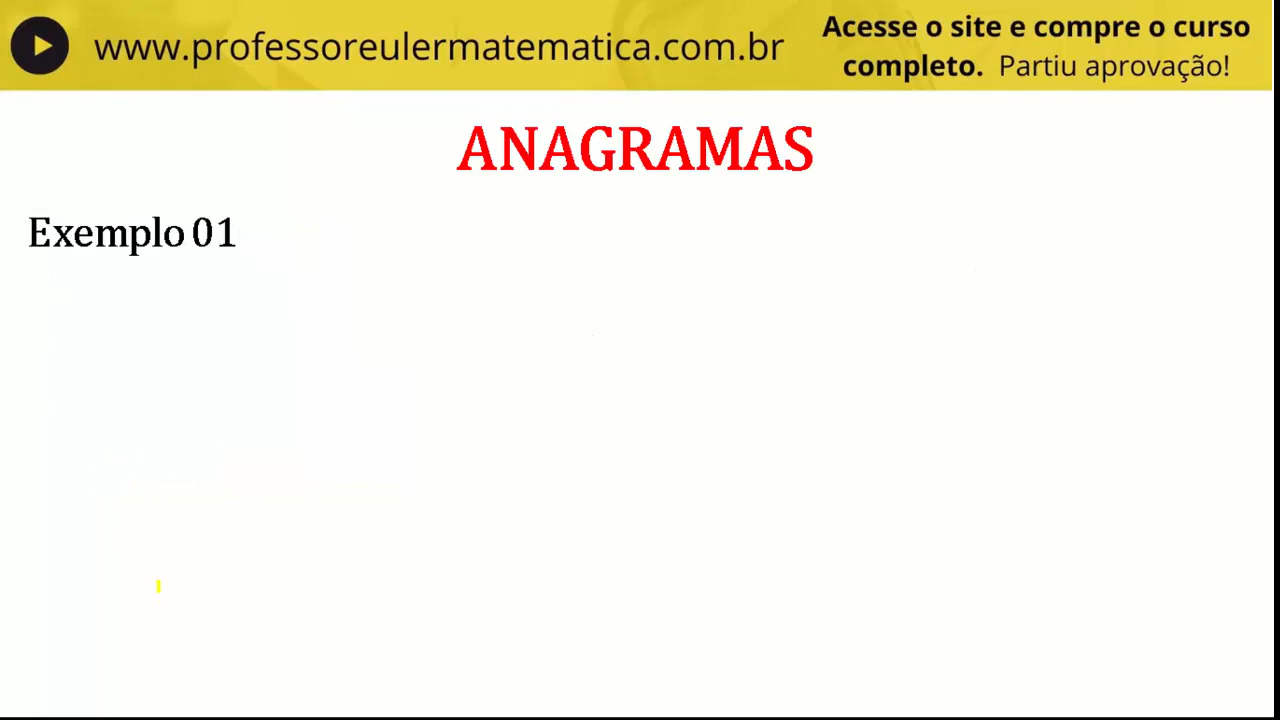 www.professoreulermatematica.com.br
Acesse o site e compre o curso
completo. Partiu aprovação!
ANAGRAMAS
Exemplo 01